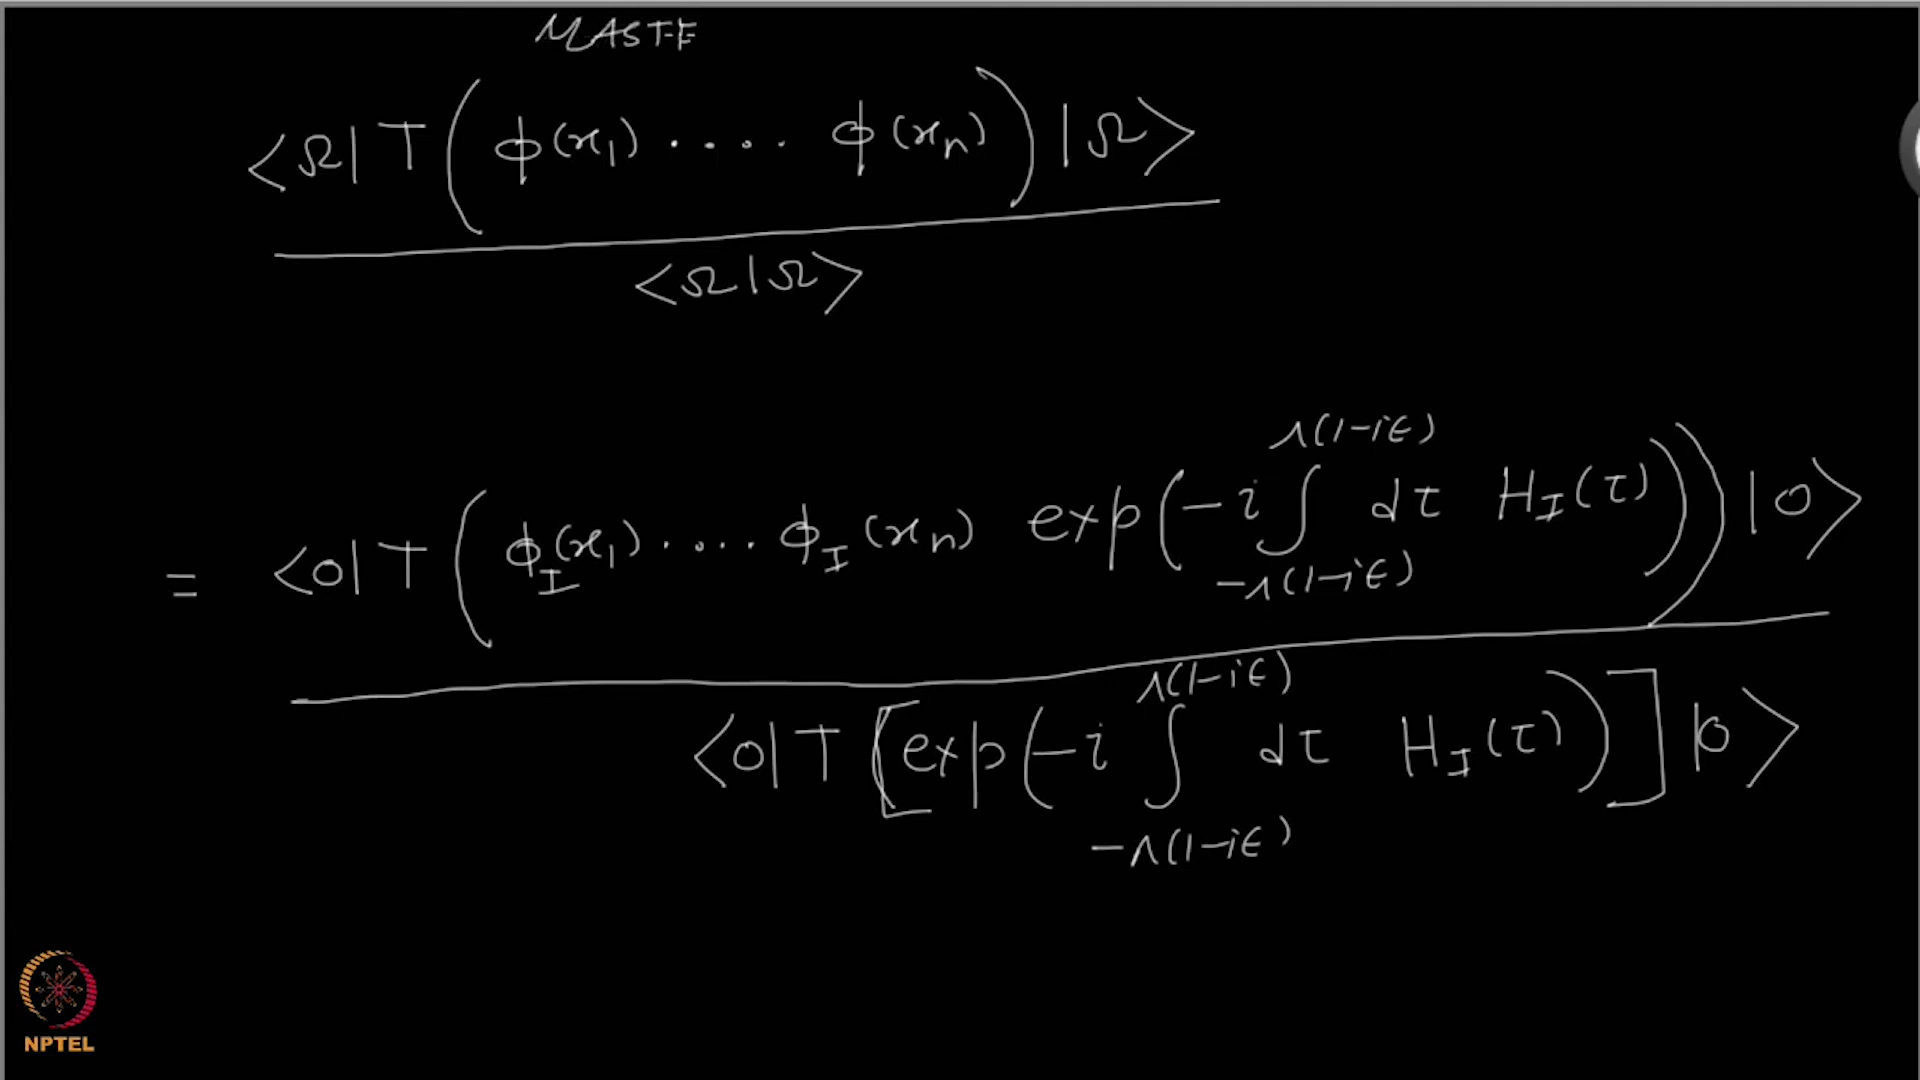 MASTE
<Ω|T(ϕ(x₁) ..... ϕ(xₙ))|Ω>
<Ω|Ω>
Λ(1-iϵ)
= <0|T(ϕ_I(x₁)..... ϕ_I(xₙ) exp(-i∫ dτ H_I(τ)))|0>
-Λ(1-iϵ)
Λ(1-iϵ)
<0|T[exp(-i∫ dτ H_I(τ))]|0>
-Λ(1-iϵ)
NPTEL